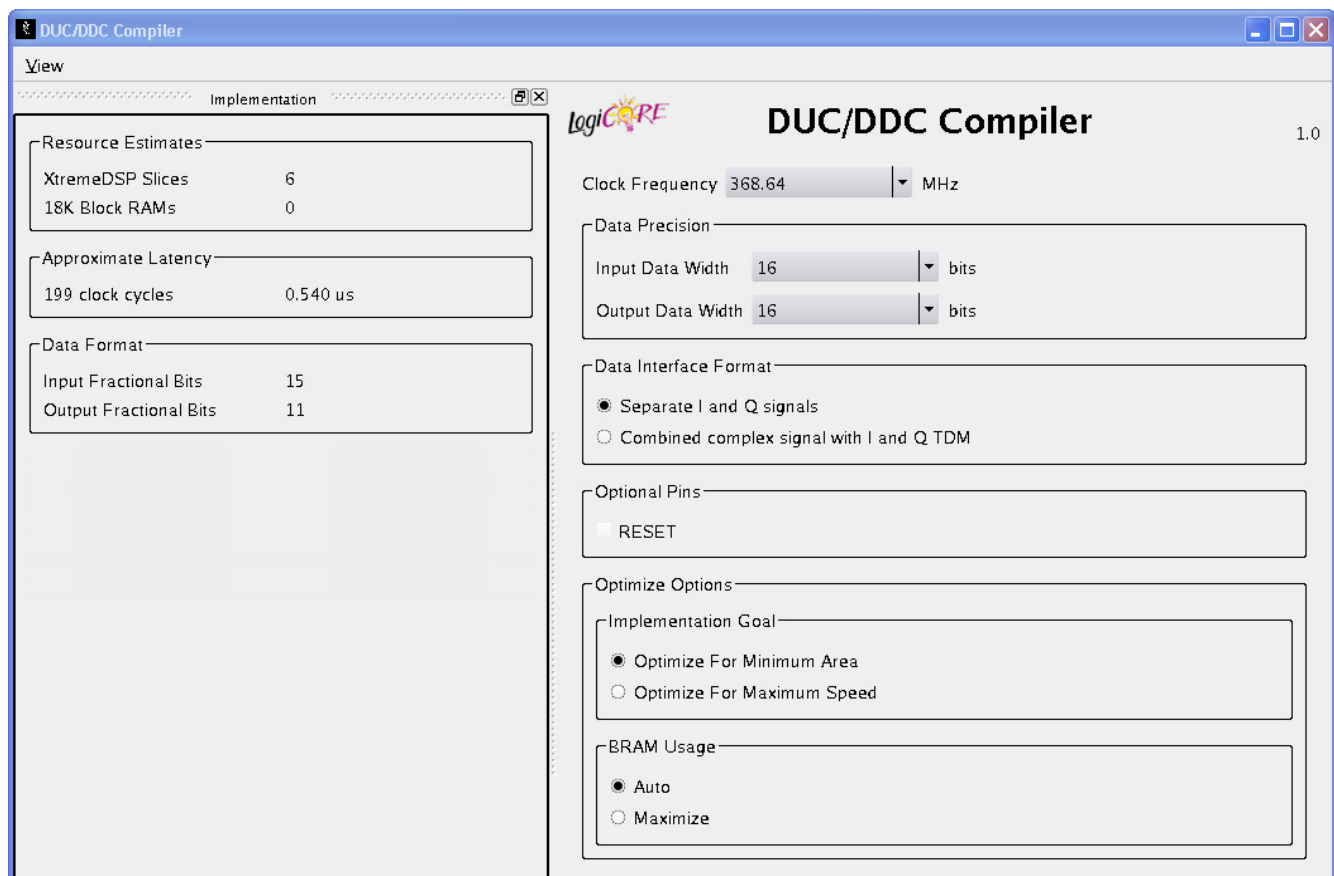 DUC/DDC Compiler
View
Implementation
Resource Estimates
XtremeDSP Slices 6
18K Block RAMs 0
Approximate Latency
199 clock cycles 0.540 us
Data Format
Input Fractional Bits 15
Output Fractional Bits 11
LogiCORE
DUC/DDC Compiler
1.0
Clock Frequency 368.64 MHz
Data Precision
Input Data Width 16 bits
Output Data Width 16 bits
Data Interface Format
Separate I and Q signals
Combined complex signal with I and Q TDM
Optional Pins
RESET
Optimize Options
Implementation Goal
Optimize For Minimum Area
Optimize For Maximum Speed
BRAM Usage
Auto
Maximize